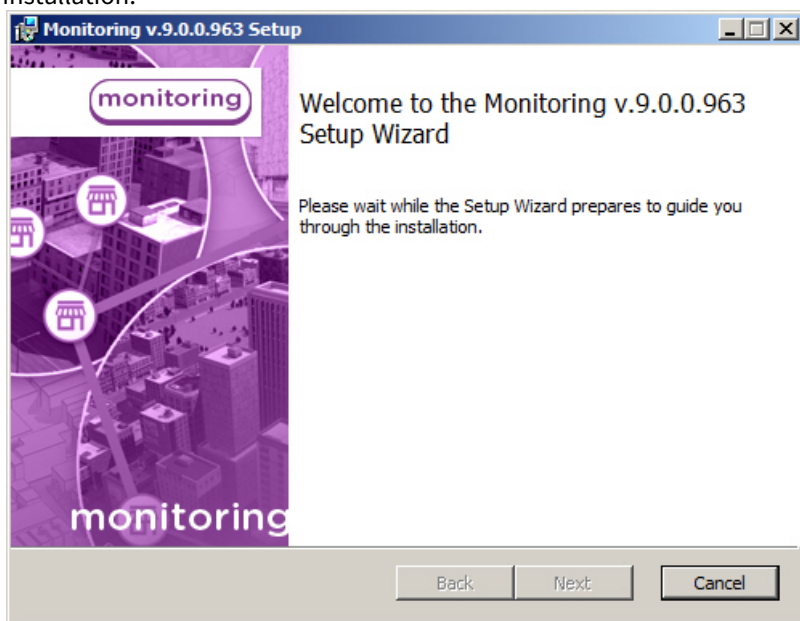 installation.
Monitoring v.9.0.0.963 Setup
monitoring
Welcome to the Monitoring v.9.0.0.963
Setup Wizard
Please wait while the Setup Wizard prepares to guide you
through the installation.
monitoring
Back
Next
Cancel